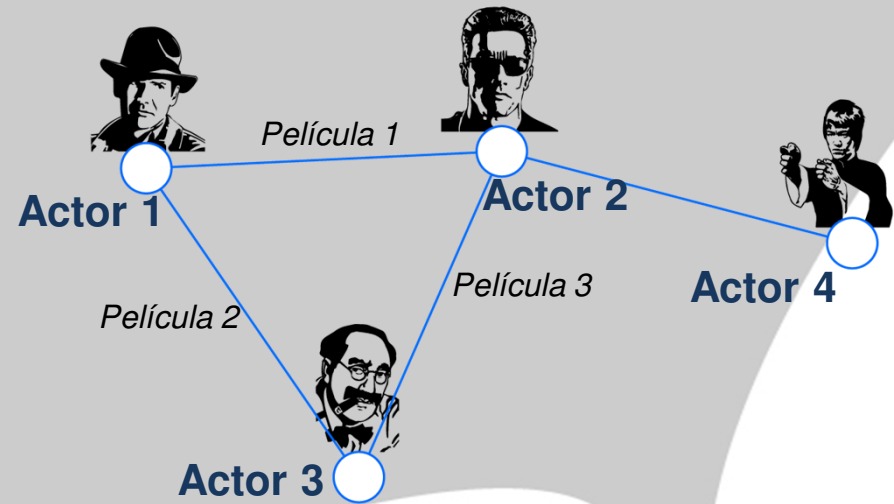 Película 1
Actor 1
Actor 2
Película 2
Película 3
Actor 4
Actor 3